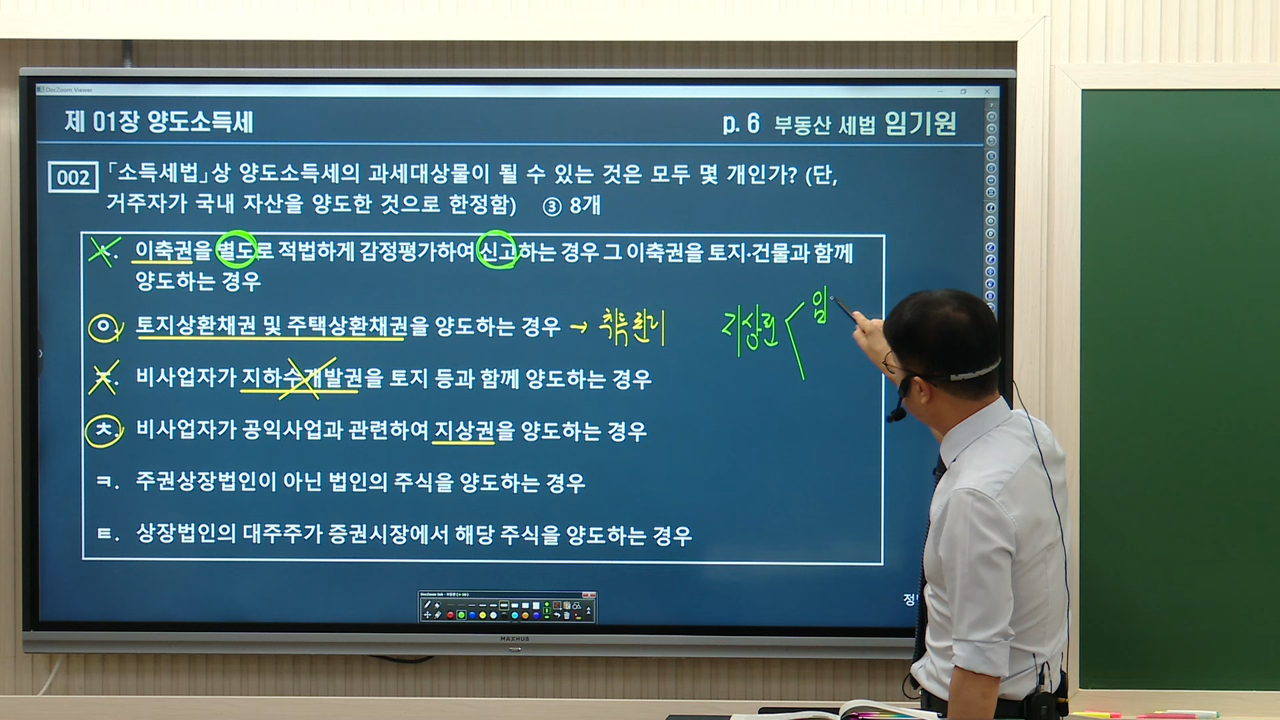 DocZoom Viewer
제 01장 양도소득세
p. 6 부동산 세법 임기원
002 「소득세법」상 양도소득세의 과세대상물이 될 수 있는 것은 모두 몇 개인가? (단,
거주자가 국내 자산을 양도한 것으로 한정함) ③ 8개
이축권을 별도로 적법하게 감정평가하여 신고하는 경우 그 이축권을 토지·건물과 함께
양도하는 경우
ㅇ. 토지상환채권 및 주택상환채권을 양도하는 경우 → 취득권리
지상권 임
ㅈ. 비사업자가 지하수개발권을 토지 등과 함께 양도하는 경우
ㅊ. 비사업자가 공익사업과 관련하여 지상권을 양도하는 경우
ㅋ. 주권상장법인이 아닌 법인의 주식을 양도하는 경우
ㅌ. 상장법인의 대주주가 증권시장에서 해당 주식을 양도하는 경우
MAXHUB